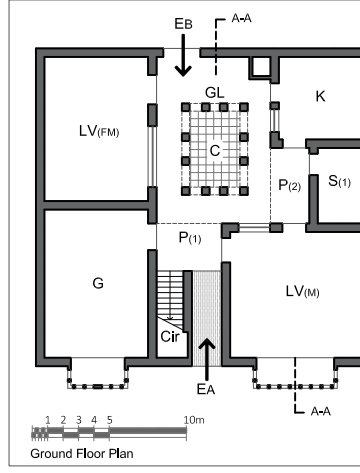 EB
A-A
GL
K
LV(FM)
C
P(2)
S(1)
P(1)
G
LV(M)
Cir
EA
A-A
1 2 3 4 5 10m
Ground Floor Plan